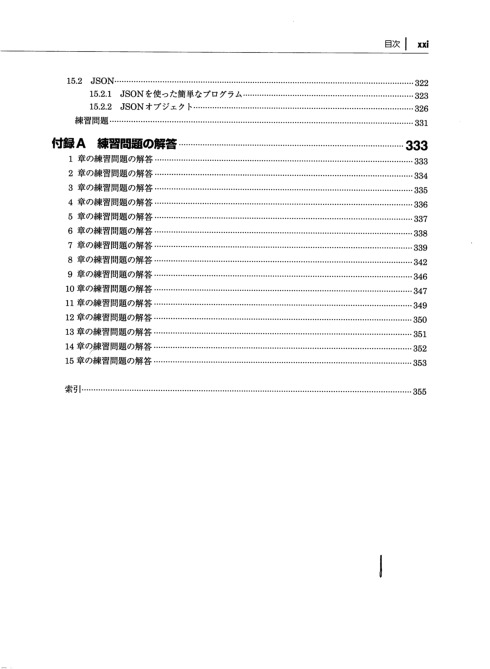 目次 xxi
15.2 JSON 322
15.2.1 JSONを使った簡単なプログラム 323
15.2.2 JSONオブジェクト 326
練習問題 331
付録A 練習問題の解答 333
1 章の練習問題の解答 333
2 章の練習問題の解答 334
3 章の練習問題の解答 335
4 章の練習問題の解答 336
5 章の練習問題の解答 337
6 章の練習問題の解答 338
7 章の練習問題の解答 339
8 章の練習問題の解答 342
9 章の練習問題の解答 346
10 章の練習問題の解答 347
11 章の練習問題の解答 349
12 章の練習問題の解答 350
13 章の練習問題の解答 351
14 章の練習問題の解答 352
15 章の練習問題の解答 353
索引 355